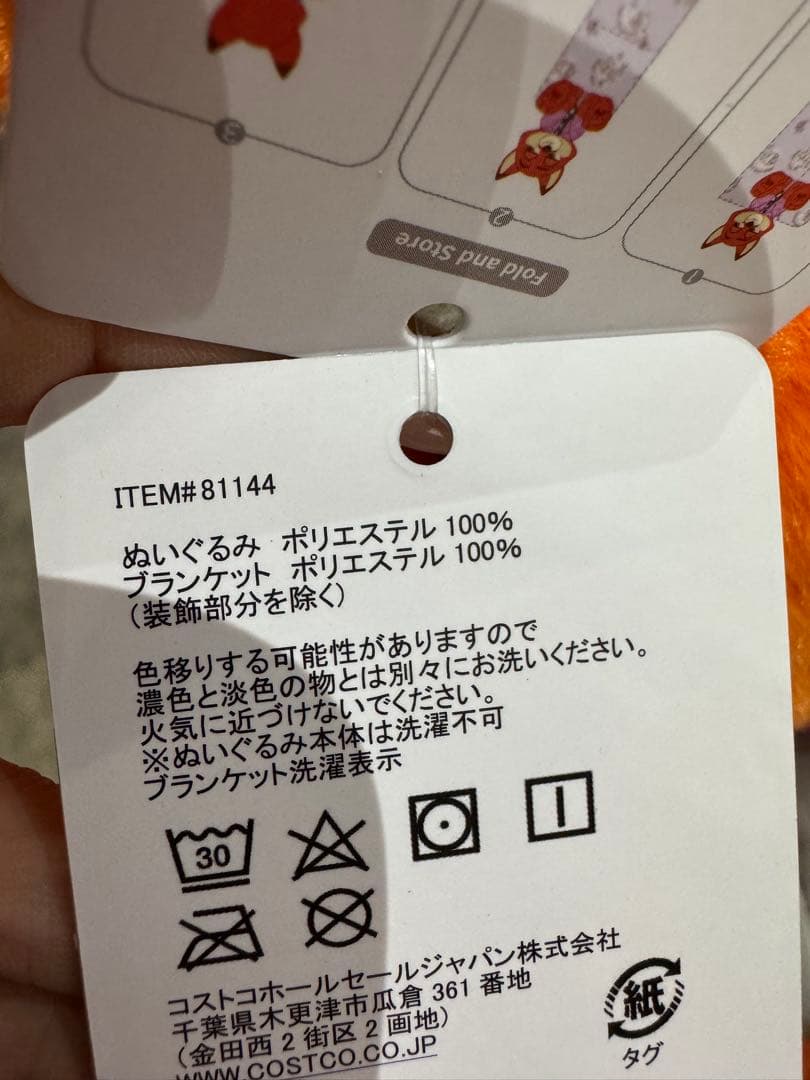 3
2
1
Fold and Store
ITEM#81144
ぬいぐるみ ポリエステル 100%
ブランケット ポリエステル 100%
（装飾部分を除く）
色移りする可能性がありますので
濃色と淡色の物とは別々にお洗いください。
火気に近づけないでください。
※ぬいぐるみ本体は洗濯不可
ブランケット洗濯表示
30
コストコホールセールジャパン株式会社
千葉県木更津市瓜倉 361 番地
（金田西 2 街区 2 画地）
WWW.COSTCO.CO.JP
紙
タグ